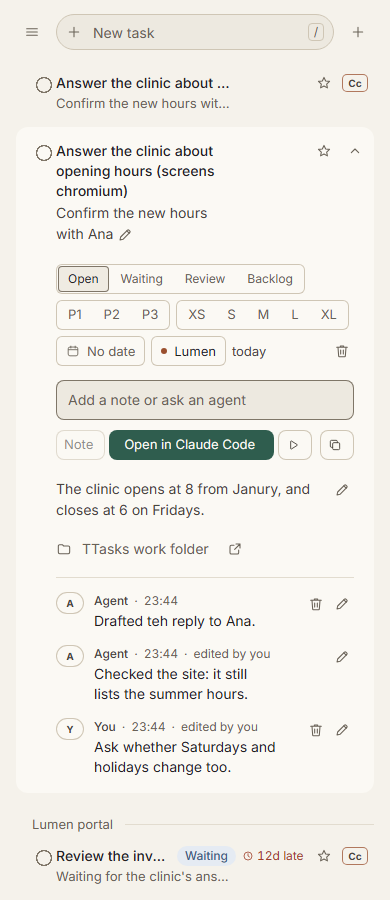 New task /
Answer the clinic about ... Cc
Confirm the new hours wit...
Answer the clinic about
opening hours (screens
chromium)
Confirm the new hours
with Ana
Open Waiting Review Backlog
P1 P2 P3 XS S M L XL
No date Lumen today
Add a note or ask an agent
Note Open in Claude Code
The clinic opens at 8 from Janury, and
closes at 6 on Fridays.
TTasks work folder
A Agent · 23:44
Drafted teh reply to Ana.
A Agent · 23:44 · edited by you
Checked the site: it still
lists the summer hours.
Y You · 23:44 · edited by you
Ask whether Saturdays and
holidays change too.
Lumen portal
Review the inv... Waiting 12d late Cc
Waiting for the clinic's ans...